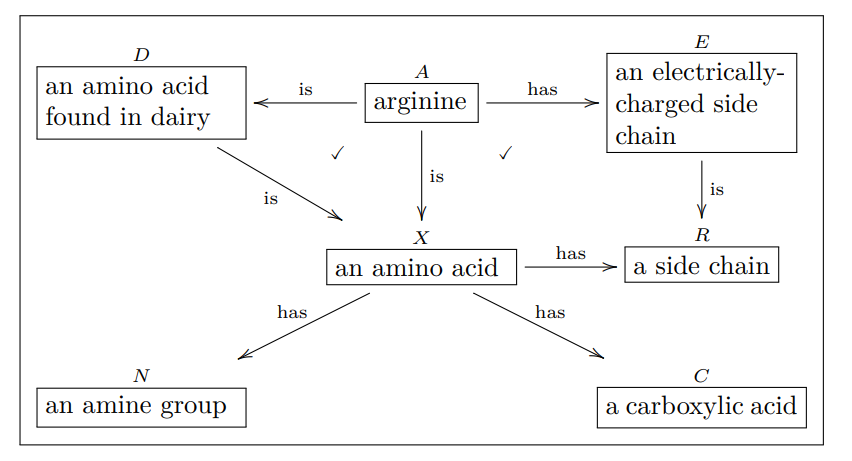 D
an amino acid
found in dairy
is
A
arginine
has
E
an electrically-
charged side
chain
✓
✓
is
is
is
X
an amino acid
has
R
a side chain
has
has
N
an amine group
C
a carboxylic acid